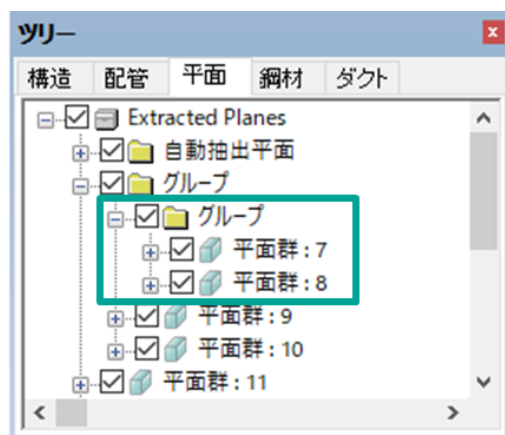 ツリー
構造 配管 平面 鋼材 ダクト
Extracted Planes
自動抽出平面
グループ
グループ
平面群 : 7
平面群 : 8
平面群 : 9
平面群 : 10
平面群 : 11